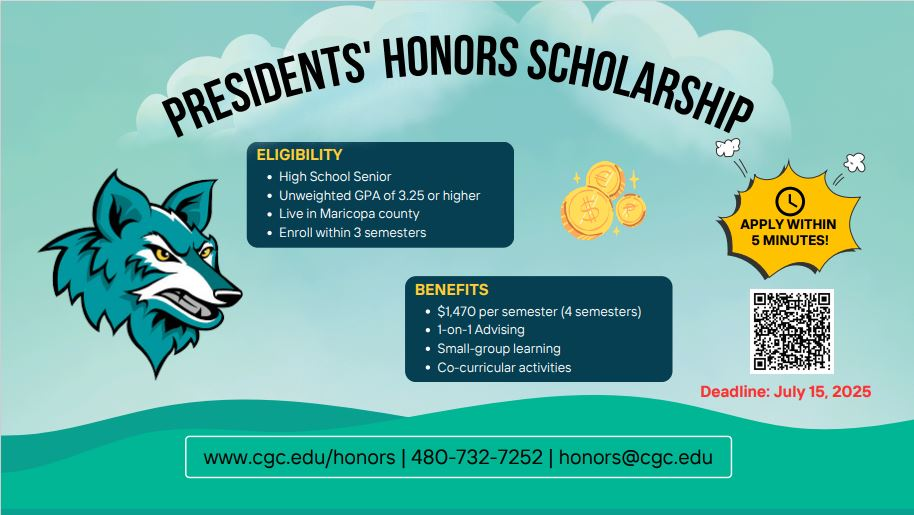 PRESIDENTS' HONORS SCHOLARSHIP
ELIGIBILITY
• High School Senior
• Unweighted GPA of 3.25 or higher
• Live in Maricopa county
• Enroll within 3 semesters
APPLY WITHIN
5 MINUTES!
BENEFITS
• $1,470 per semester (4 semesters)
• 1-on-1 Advising
• Small-group learning
• Co-curricular activities
Deadline: July 15, 2025
www.cgc.edu/honors | 480-732-7252 | honors@cgc.edu